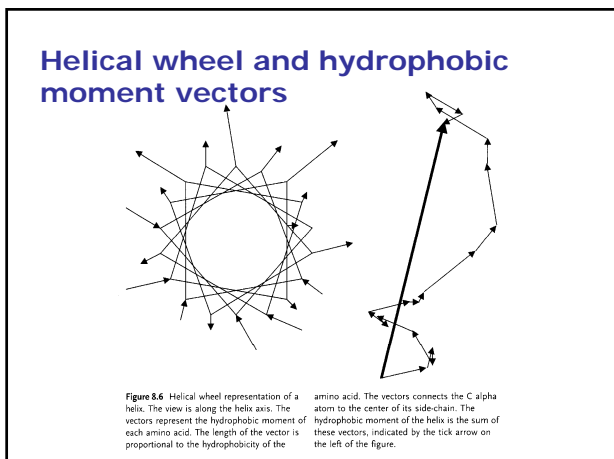 Helical wheel and hydrophobic
moment vectors
Figure 8.6 Helical wheel representation of a
helix. The view is along the helix axis. The
vectors represent the hydrophobic moment of
each amino acid. The length of the vector is
proportional to the hydrophobicity of the
amino acid. The vectors connects the C alpha
atom to the center of its side-chain. The
hydrophobic moment of the helix is the sum of
these vectors, indicated by the tick arrow on
the left of the figure.